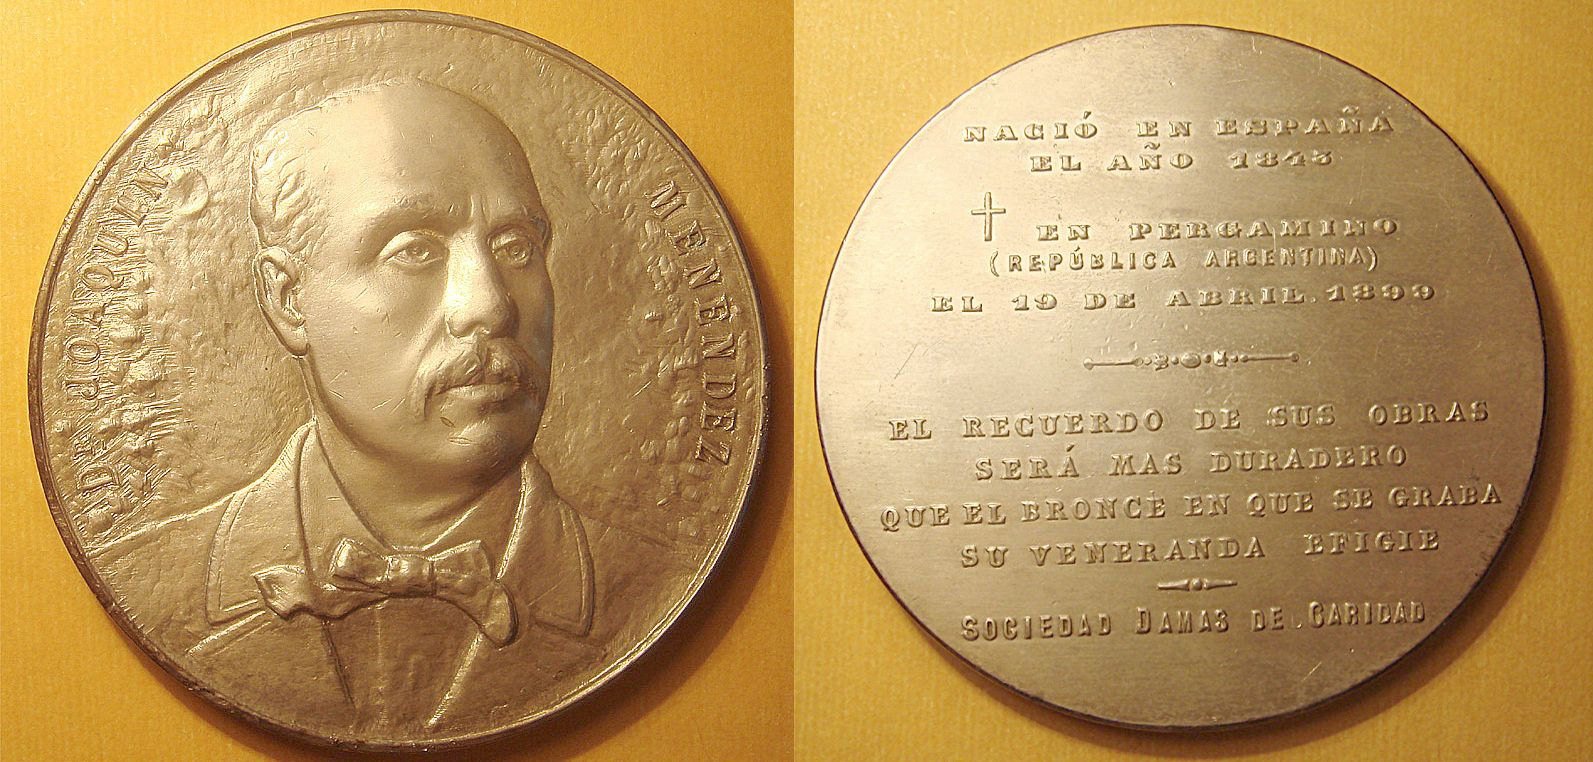 Dᴿ JOAQUIN MENENDEZ
NACIÓ EN ESPAÑA
EL AÑO 1843
EN PERGAMINO
(REPÚBLICA ARGENTINA)
EL 19 DE ABRIL.1899
EL RECUERDO DE SUS OBRAS
SERÁ MAS DURADERO
QUE EL BRONCE EN QUE SE GRABA
SU VENERANDA EFIGIE
SOCIEDAD DAMAS DE CARIDAD